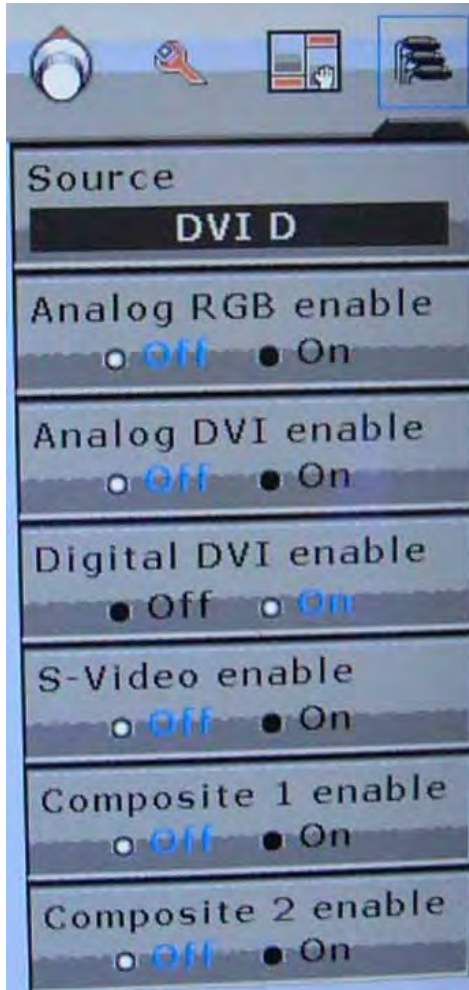 Source
DVI D
Analog RGB enable
Off On
Analog DVI enable
Off On
Digital DVI enable
Off On
S-Video enable
Off On
Composite 1 enable
Off On
Composite 2 enable
Off On